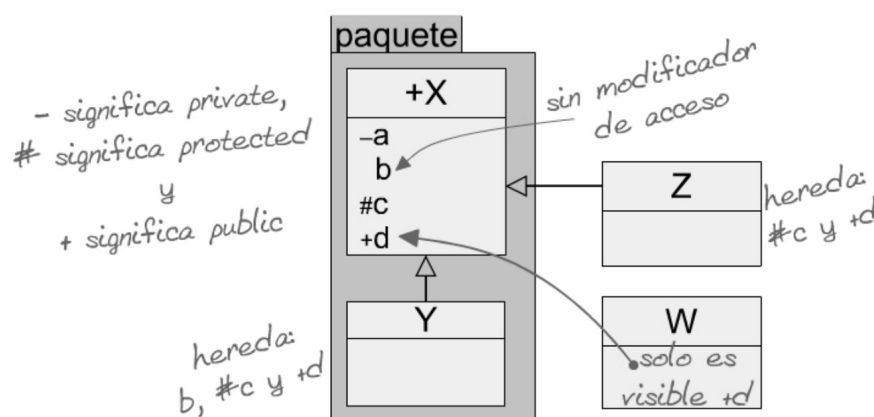 paquete
– significa private,
# significa protected
y
+ significa public
+X
–a
b
#c
+d
sin modificador
de acceso
Z
hereda:
#c y +d
Y
hereda:
b, #c y +d
W
solo es
visible +d